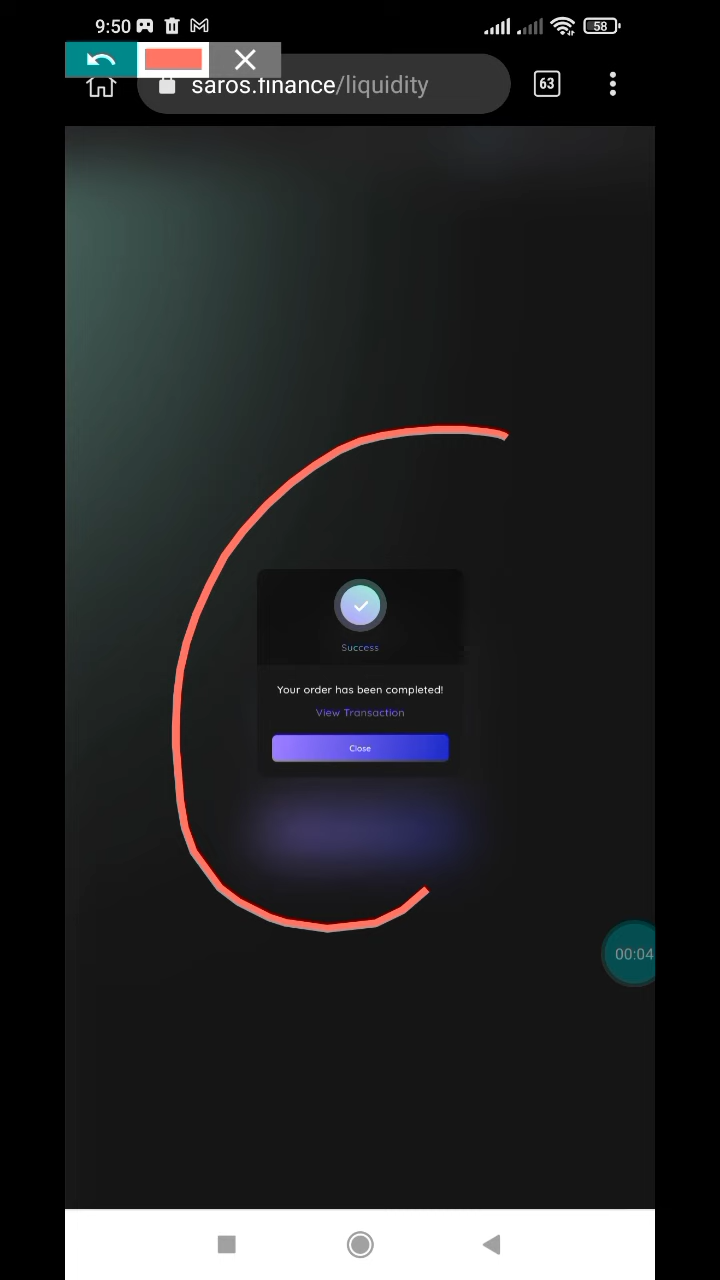 9:50
58
saros.finance/liquidity
63
Success
Your order has been completed!
View Transaction
Close
00:04